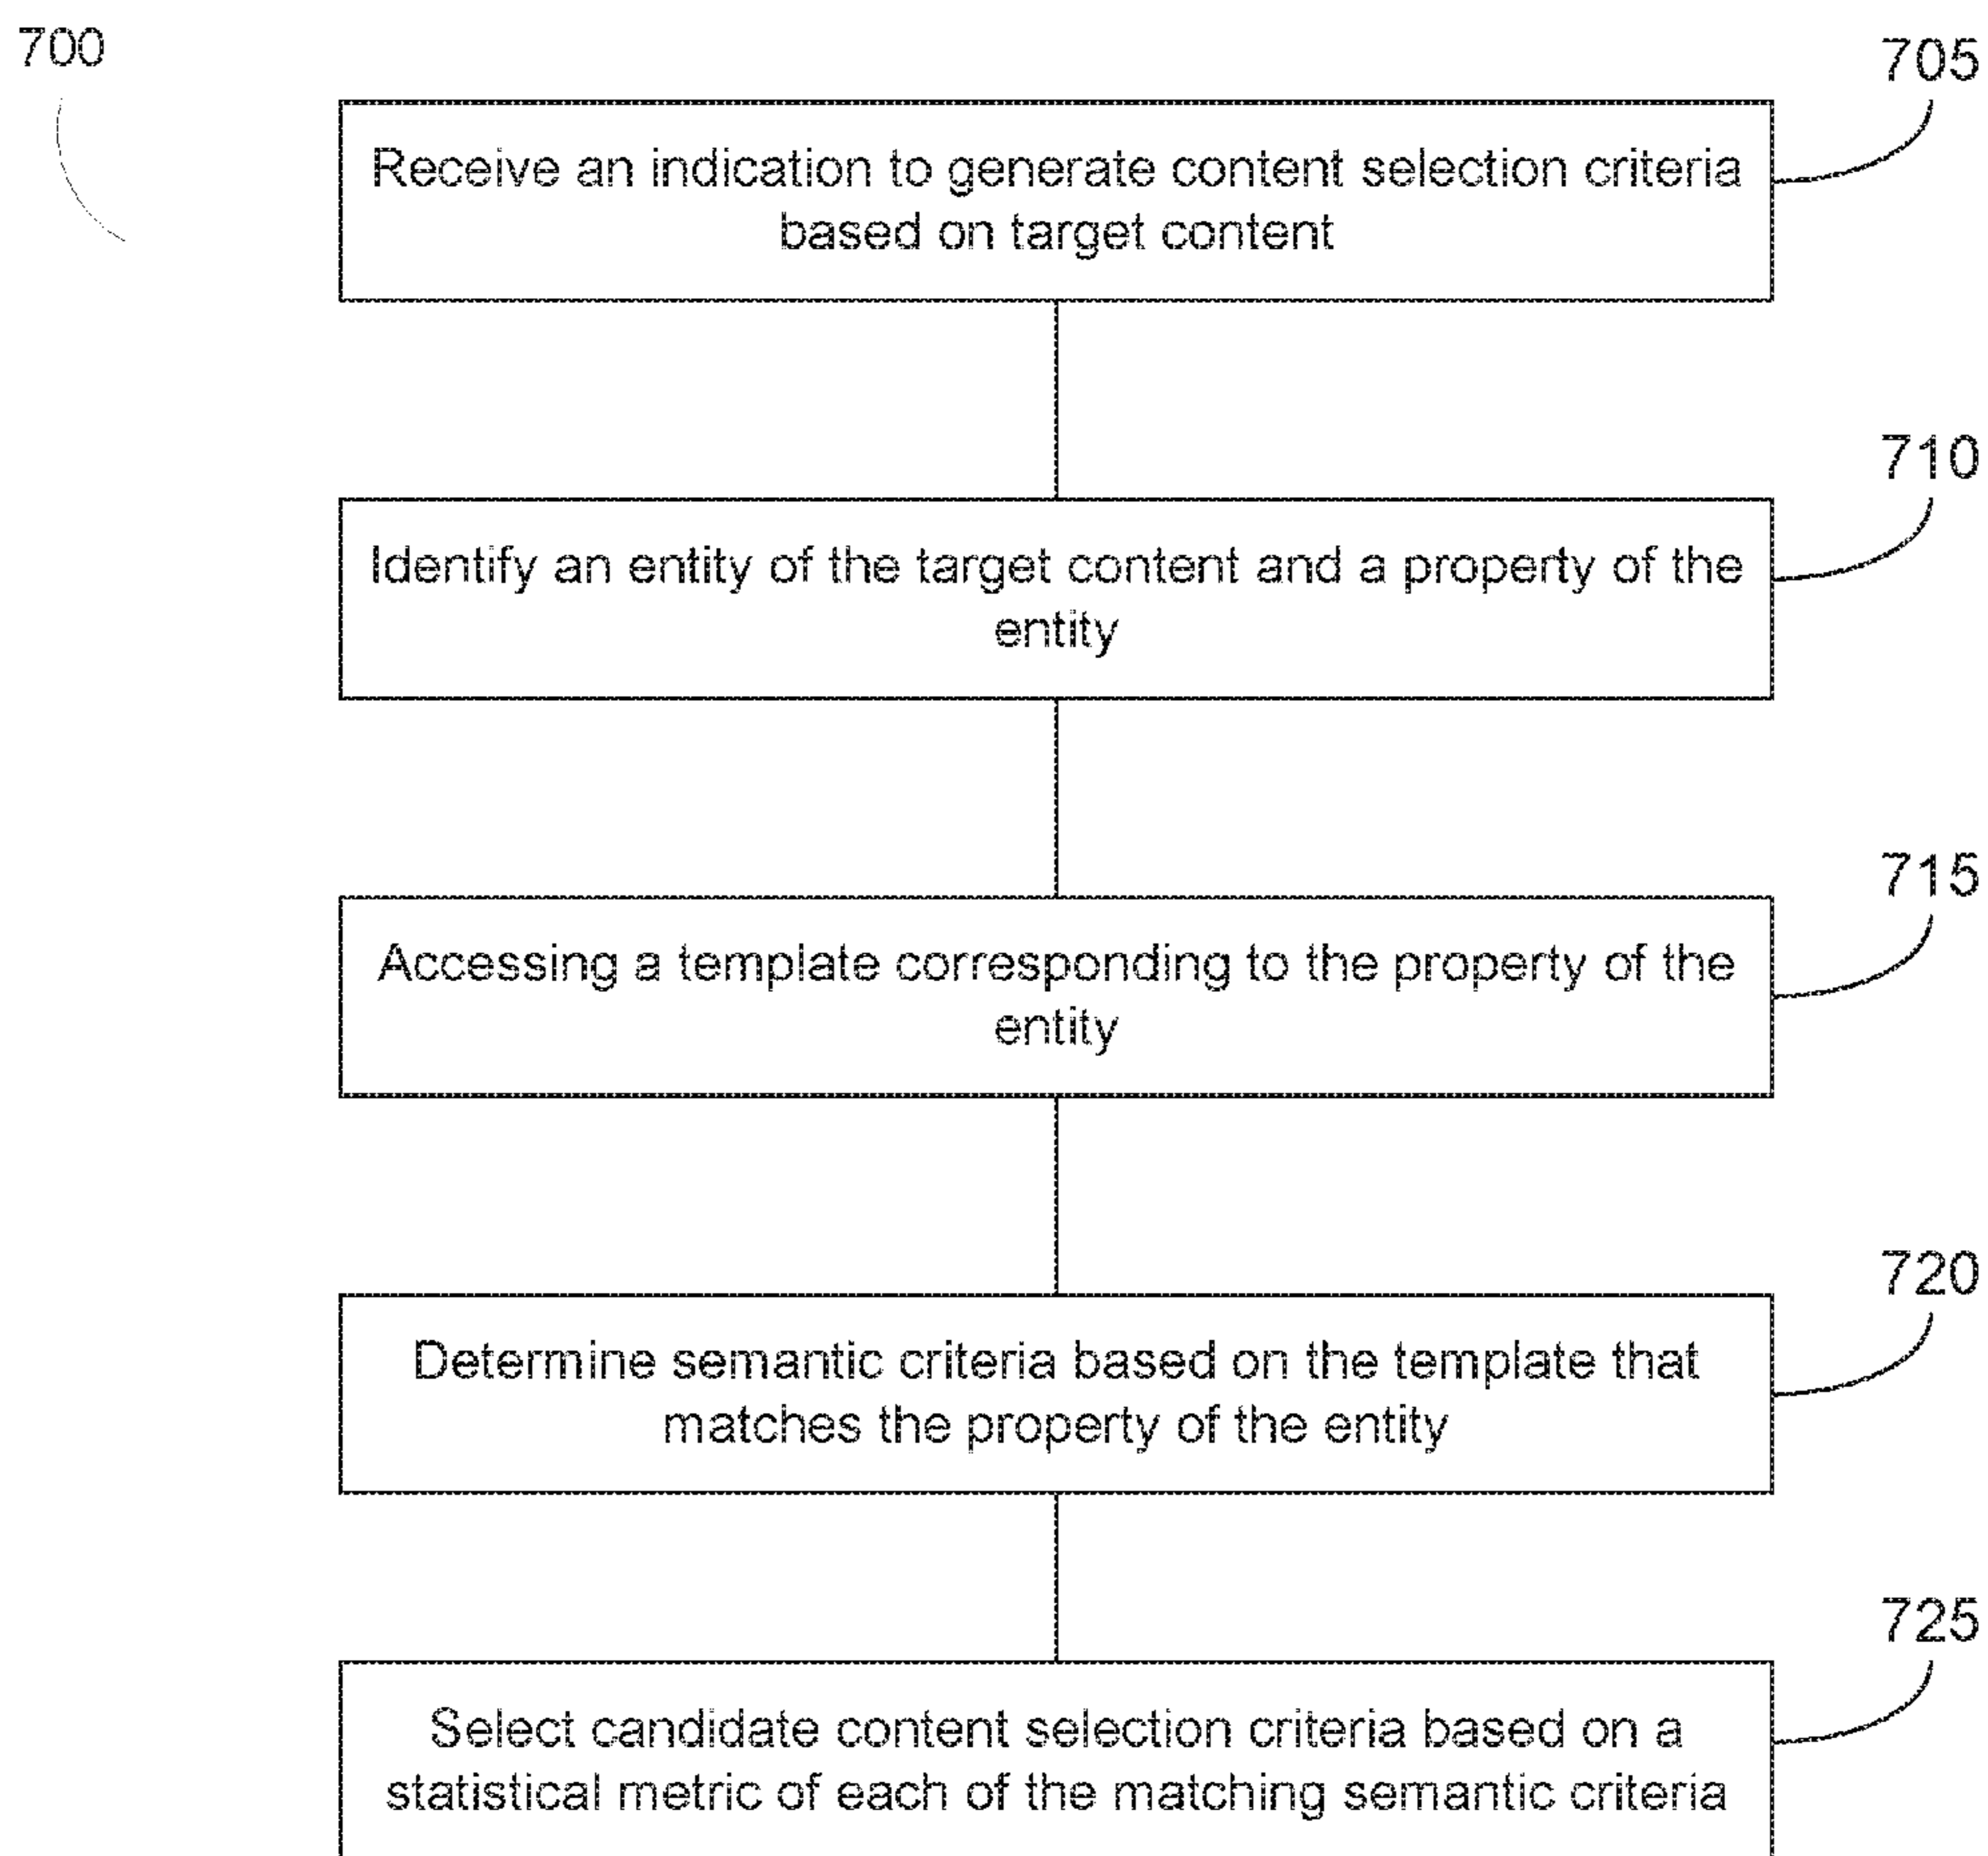 700
705
Receive an indication to generate content selection criteria
based on target content
710
Identify an entity of the target content and a property of the
entity
715
Accessing a template corresponding to the property of the
entity
720
Determine semantic criteria based on the template that
matches the property of the entity
725
Select candidate content selection criteria based on a
statistical metric of each of the matching semantic criteria